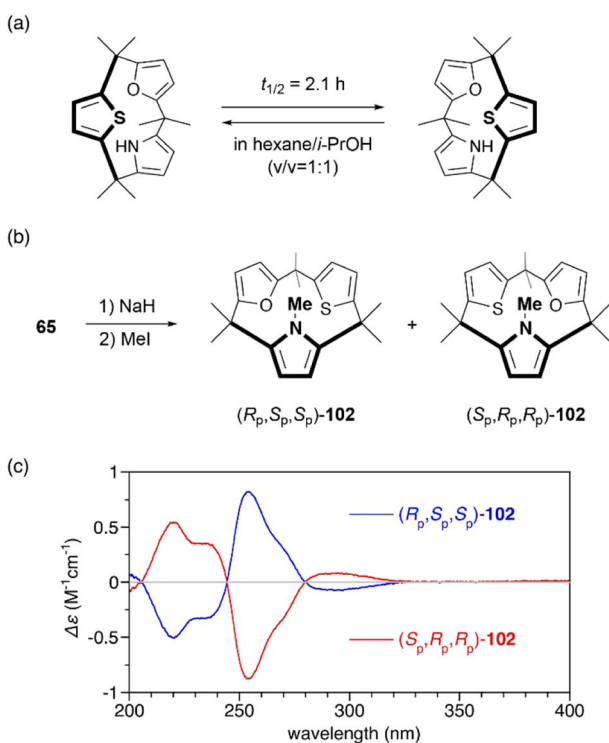 (a)
O
S
HN
t1/2 = 2.1 h
in hexane/i-PrOH
(v/v=1:1)
O
S
NH
(b)
65
1) NaH
2) MeI
O
Me
S
N
(Rp,Sp,Sp)-102
+
S
Me
O
N
(Sp,Rp,Rp)-102
(c)
Δε (M-1cm-1)
1
0.5
0
-0.5
-1
(Rp,Sp,Sp)-102
(Sp,Rp,Rp)-102
200 250 300 350 400
wavelength (nm)